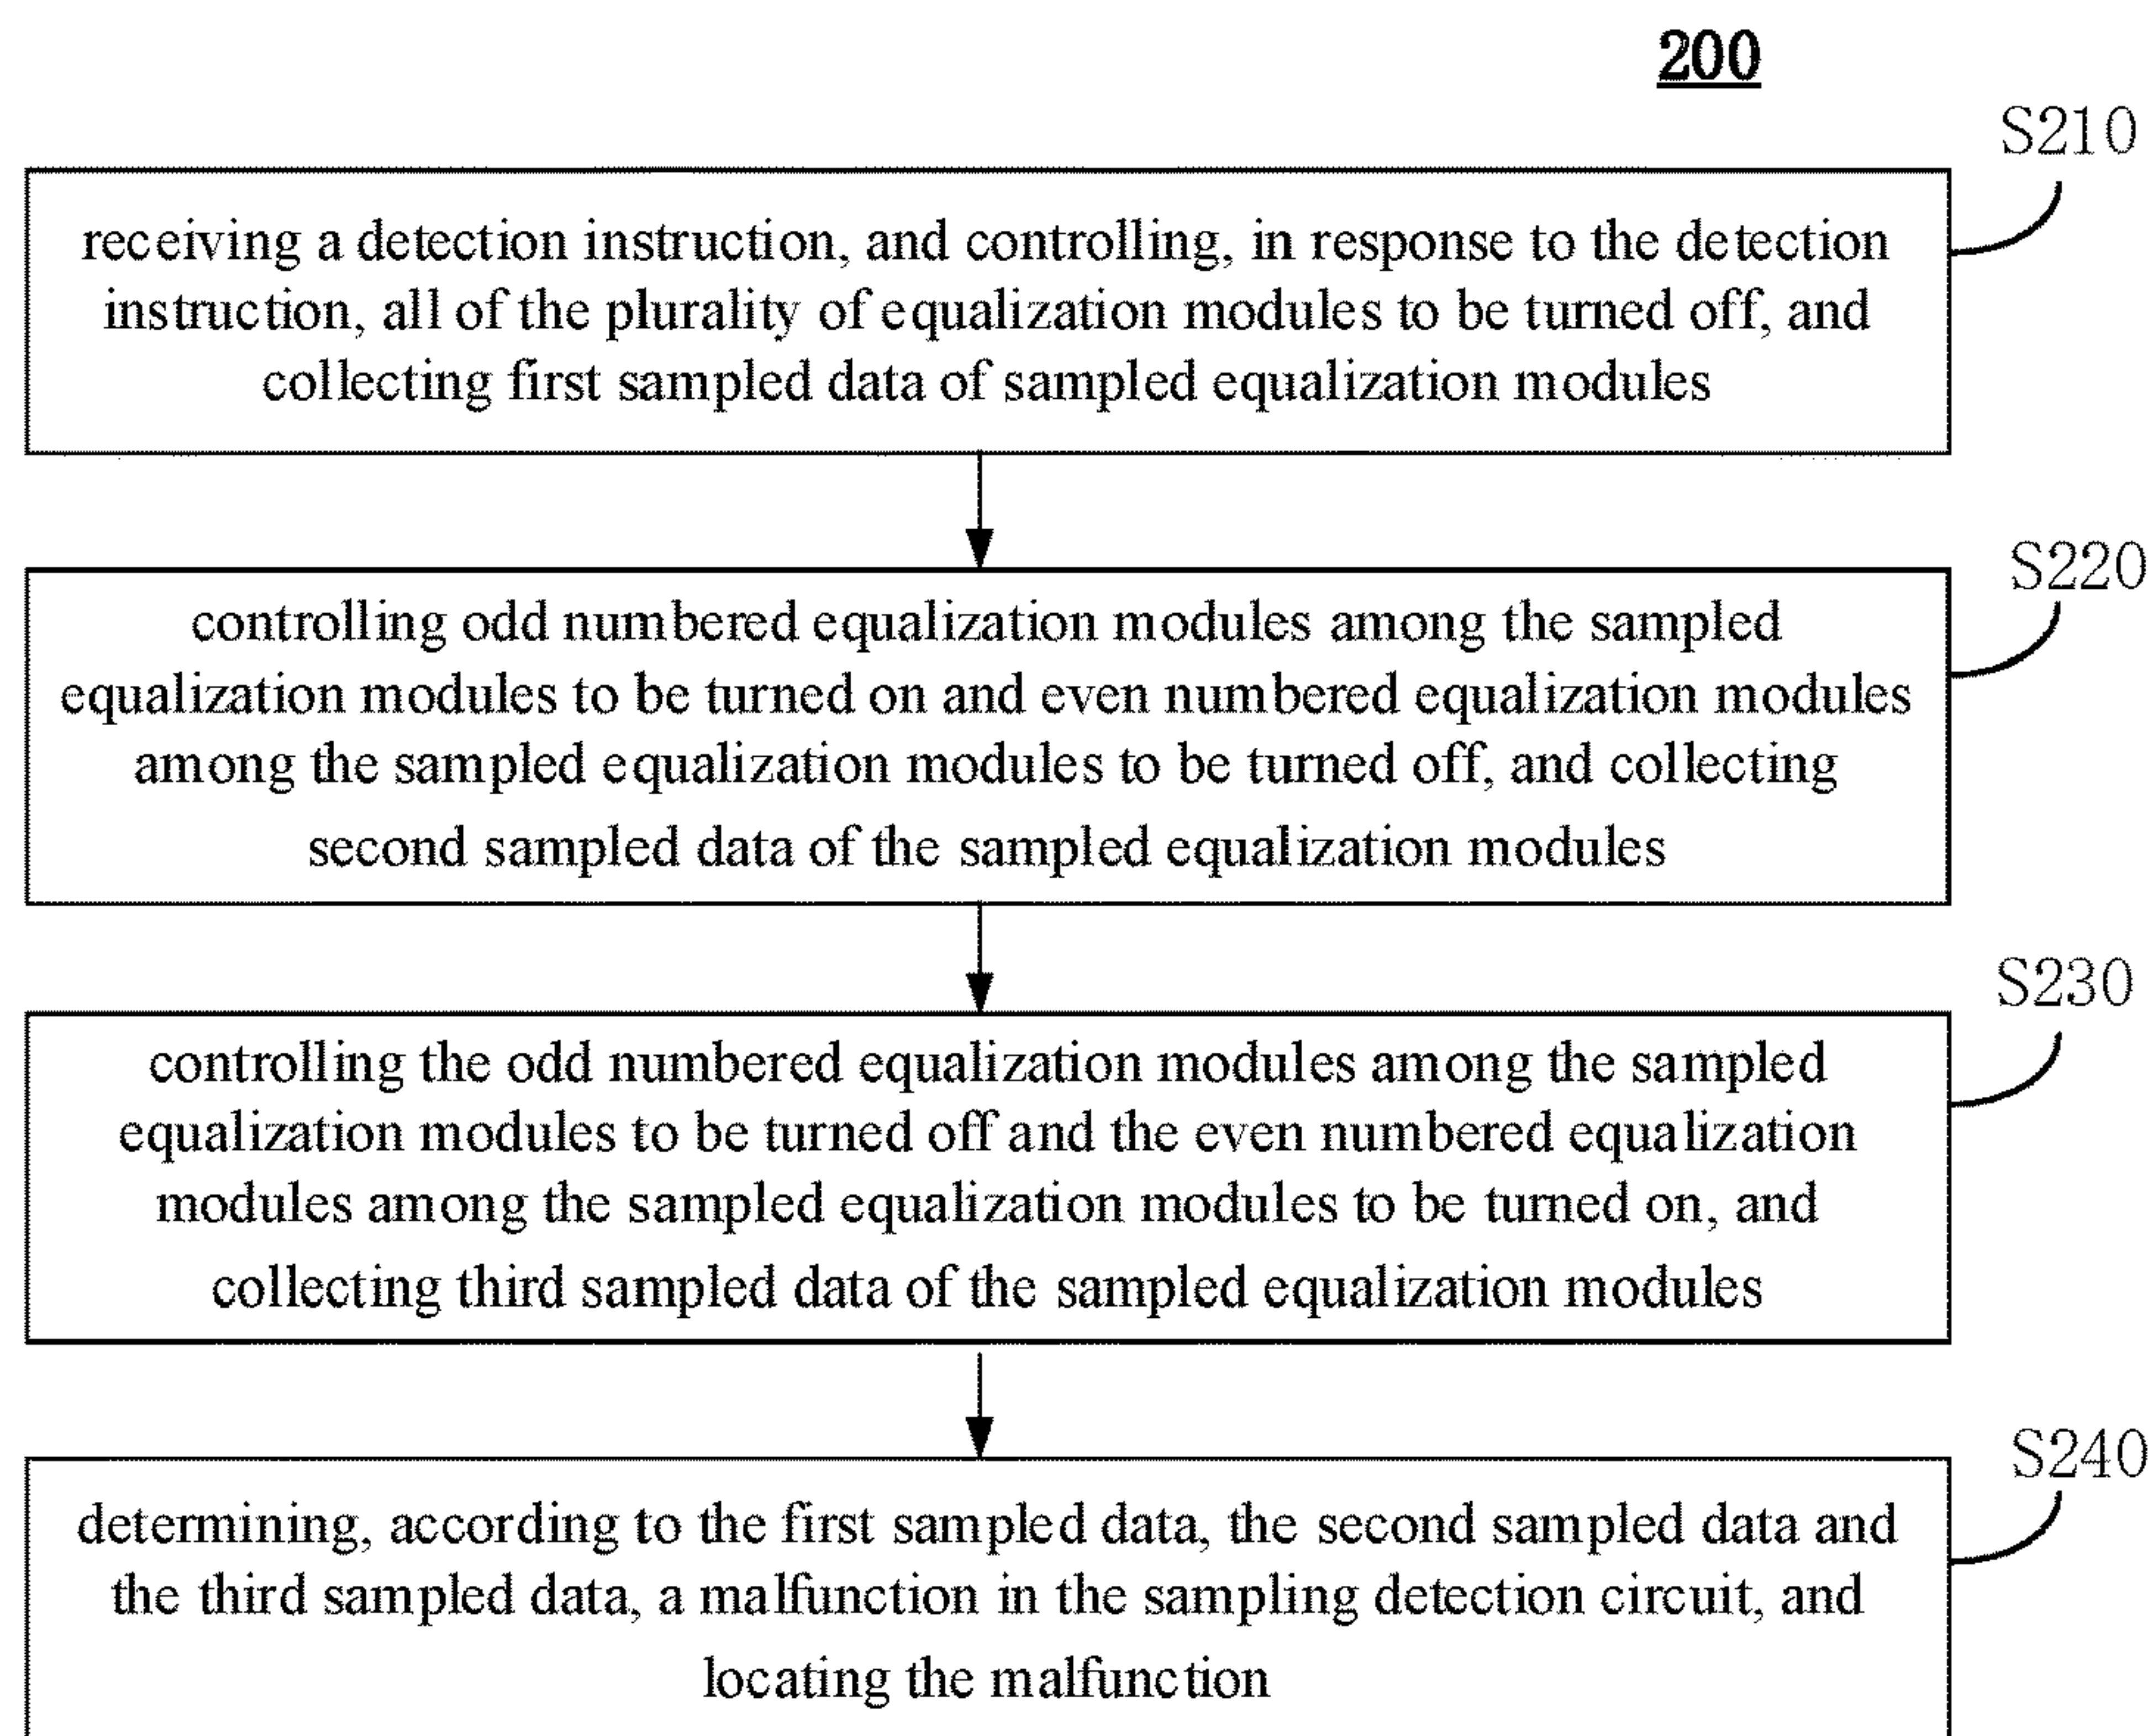 200
S210
receiving a detection instruction, and controlling, in response to the detection
instruction, all of the plurality of equalization modules to be turned off, and
collecting first sampled data of sampled equalization modules
S220
controlling odd numbered equalization modules among the sampled
equalization modules to be turned on and even numbered equalization modules
among the sampled equalization modules to be turned off, and collecting
second sampled data of the sampled equalization modules
S230
controlling the odd numbered equalization modules among the sampled
equalization modules to be turned off and the even numbered equalization
modules among the sampled equalization modules to be turned on, and
collecting third sampled data of the sampled equalization modules
S240
determining, according to the first sampled data, the second sampled data and
the third sampled data, a malfunction in the sampling detection circuit, and
locating the malfunction